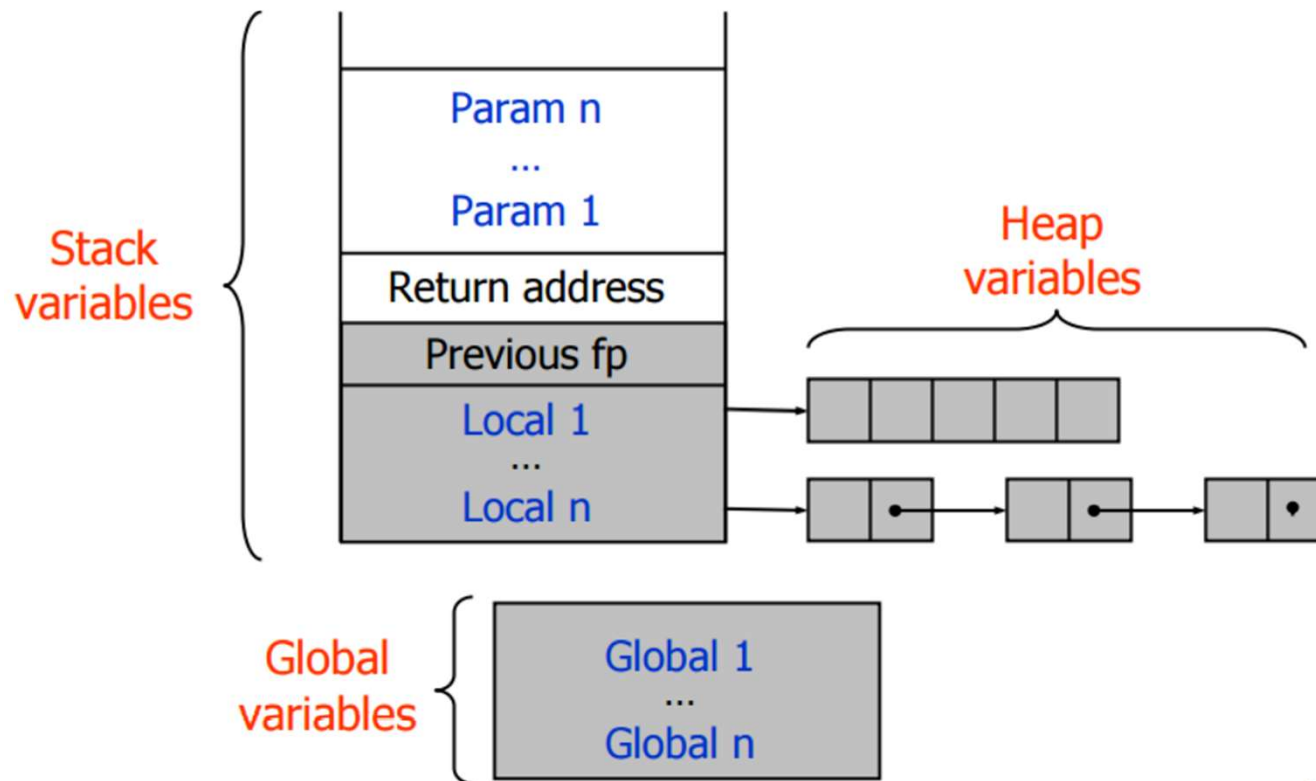 Stack
variables
Param n
...
Param 1
Return address
Previous fp
Local 1
...
Local n
Heap
variables
Global
variables
Global 1
...
Global n